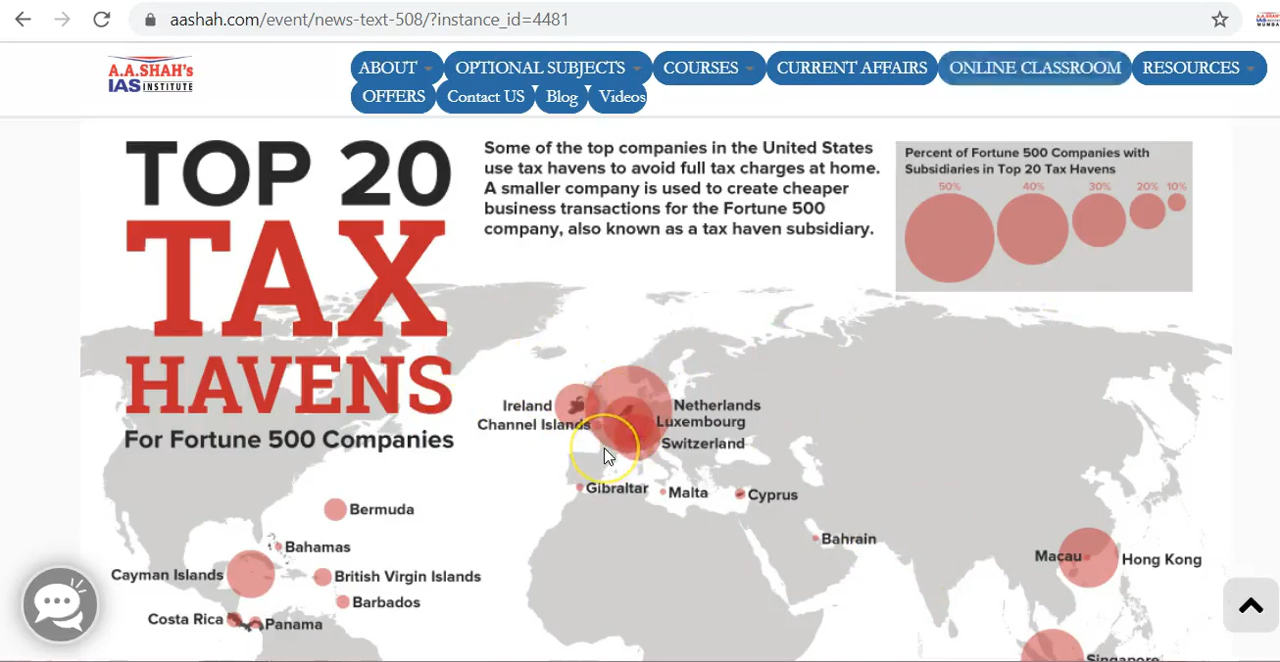 aashah.com/event/news-text-508/?instance_id=4481
A.A.SHAH's
IAS INSTITUTE
ABOUT
OPTIONAL SUBJECTS
COURSES
CURRENT AFFAIRS
ONLINE CLASSROOM
RESOURCES
OFFERS
Contact US
Blog
Videos
TOP 20
TAX
HAVENS
For Fortune 500 Companies
Some of the top companies in the United States
use tax havens to avoid full tax charges at home.
A smaller company is used to create cheaper
business transactions for the Fortune 500
company, also known as a tax haven subsidiary.
Percent of Fortune 500 Companies with
Subsidiaries in Top 20 Tax Havens
50% 40% 30% 20% 10%
Ireland
Channel Islands
Netherlands
Luxembourg
Switzerland
Gibraltar
Malta
Cyprus
Bermuda
Bahamas
Bahrain
Macau
Hong Kong
Cayman Islands
British Virgin Islands
Barbados
Costa Rica
Panama
Singapore